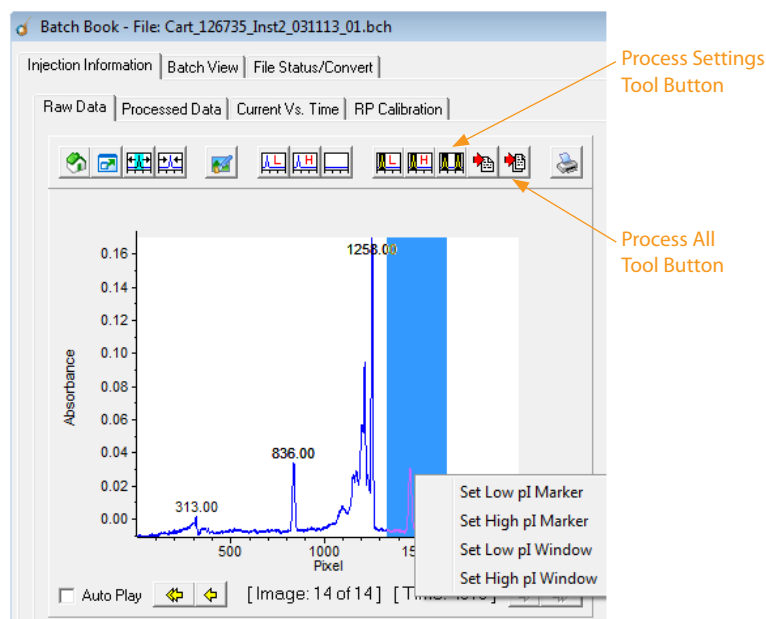 Batch Book - File: Cart_126735_Inst2_031113_01.bch
Injection Information Batch View File Status/Convert
Process Settings
Tool Button
Raw Data Processed Data Current Vs. Time RP Calibration
L H L H
Process All
Tool Button
1258.00
0.16
0.14
0.12
0.10
Absorbance
0.08
0.06
0.04
836.00
0.02
313.00
0.00
500 1000
Pixel
Set Low pI Marker
Set High pI Marker
Set Low pI Window
Set High pI Window
Auto Play [ Image: 14 of 14 ]